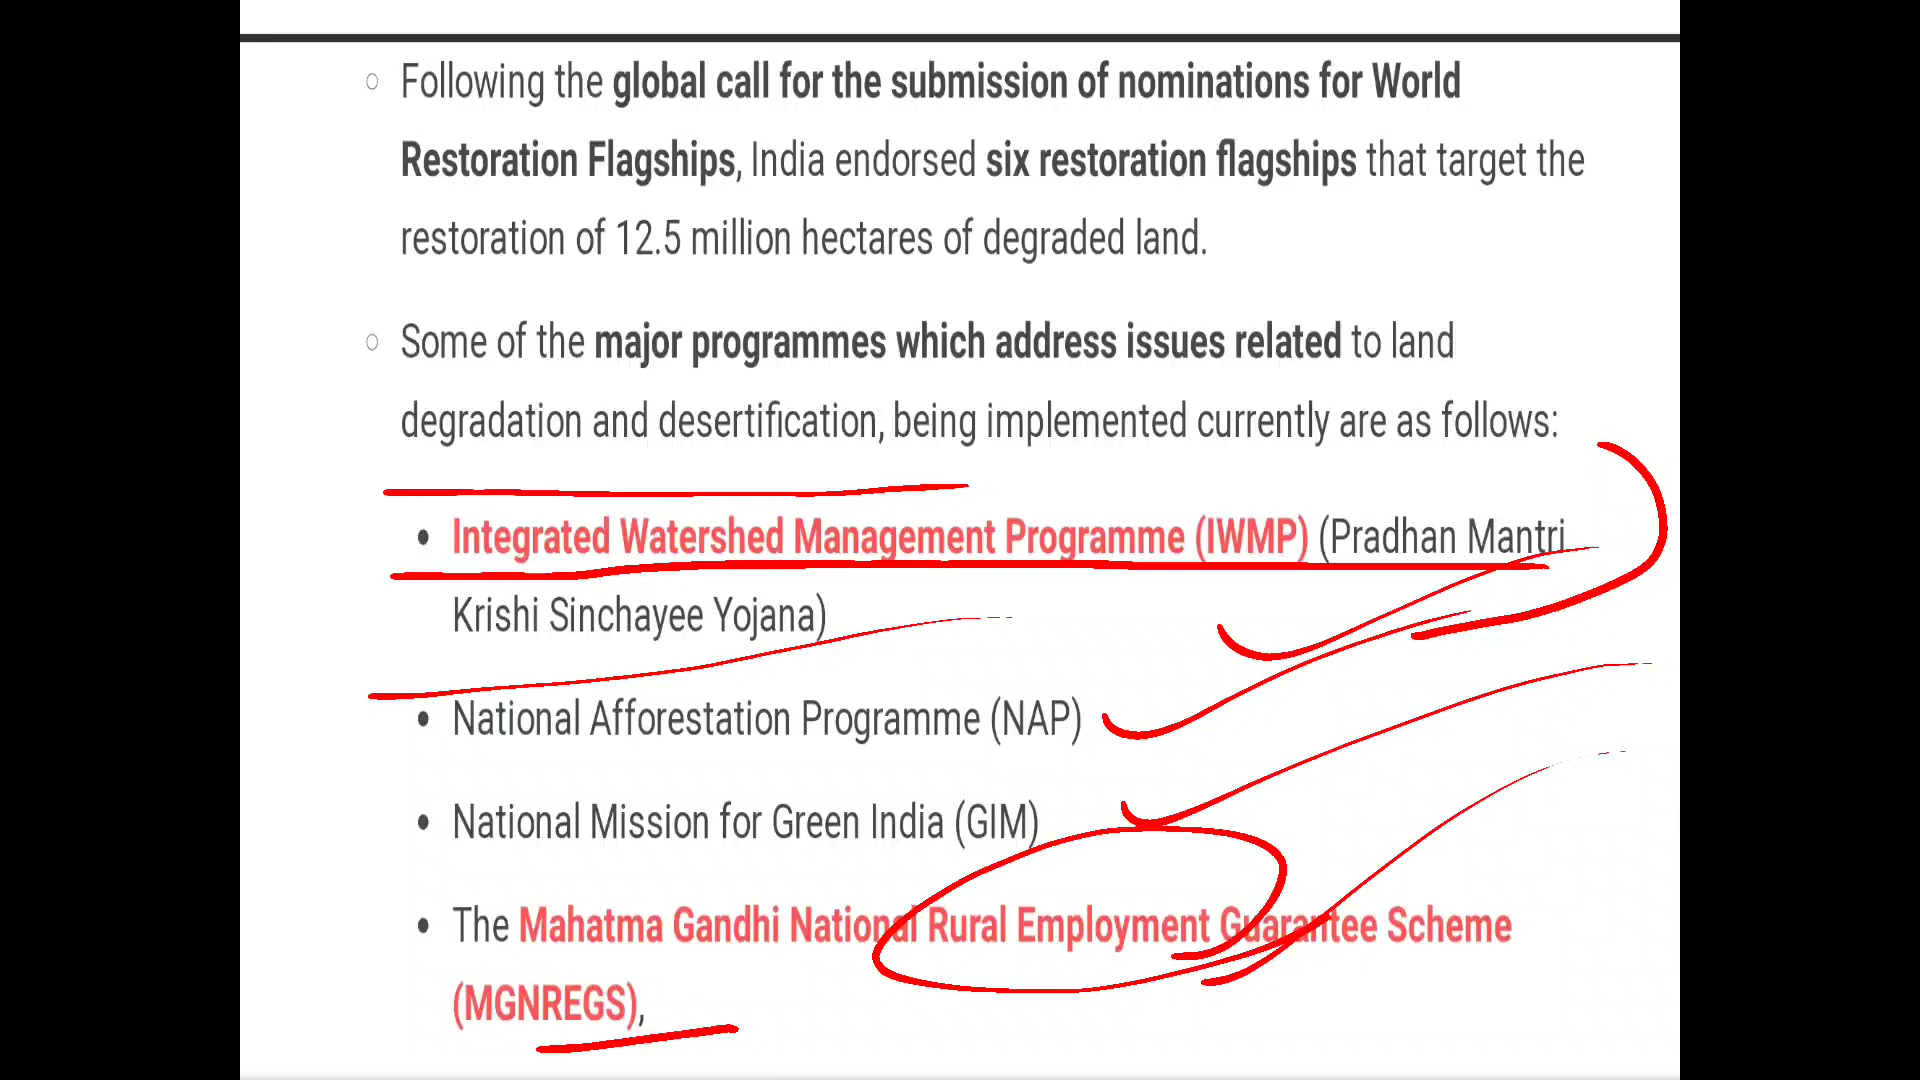 Following the global call for the submission of nominations for World
Restoration Flagships, India endorsed six restoration flagships that target the
restoration of 12.5 million hectares of degraded land.
Some of the major programmes which address issues related to land
degradation and desertification, being implemented currently are as follows:
Integrated Watershed Management Programme (IWMP) (Pradhan Mantri
Krishi Sinchayee Yojana)
National Afforestation Programme (NAP)
National Mission for Green India (GIM)
The Mahatma Gandhi National Rural Employment Guarantee Scheme
(MGNREGS),